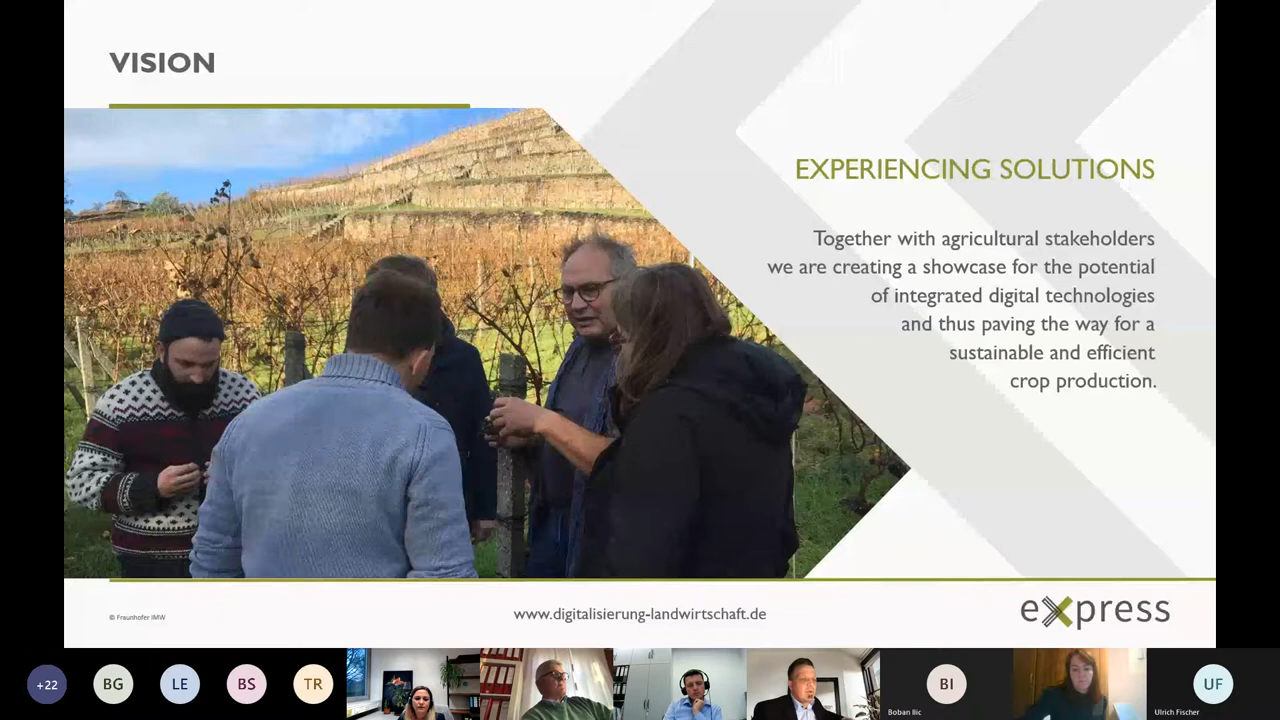 VISION
EXPERIENCING SOLUTIONS
Together with agricultural stakeholders
we are creating a showcase for the potential
of integrated digital technologies
and thus paving the way for a
sustainable and efficient
crop production.
© Fraunhofer IMW
www.digitalisierung-landwirtschaft.de
express
+22
BG
LE
BS
TR
BI
Boban Ilic
UF
Ulrich Fischer